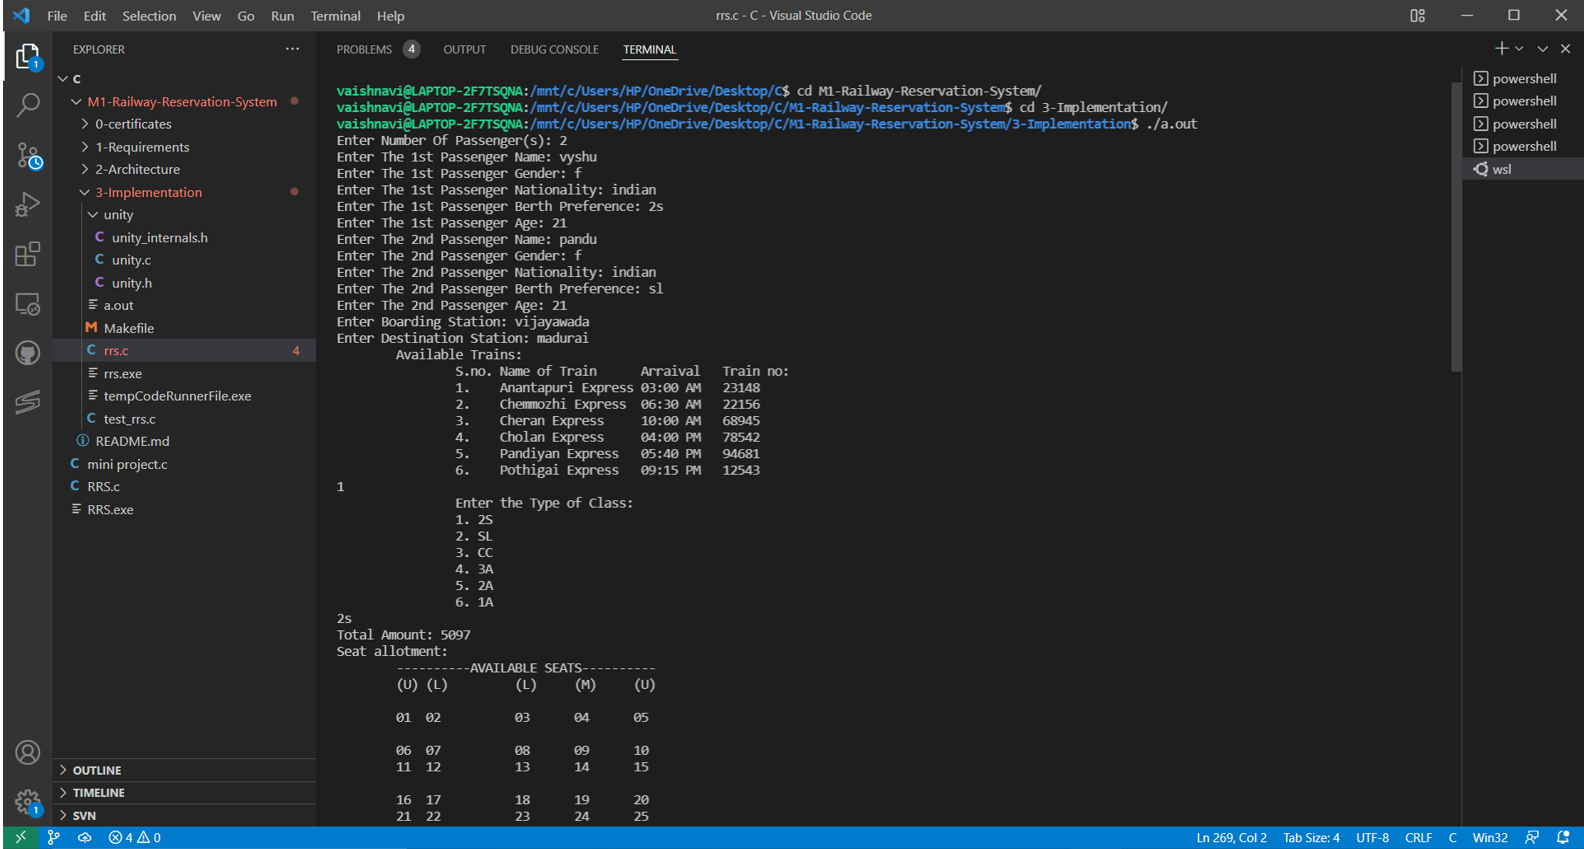 File Edit Selection View Go Run Terminal Help
rrs.c - C - Visual Studio Code
EXPLORER
C
M1-Railway-Reservation-System
0-certificates
1-Requirements
2-Architecture
3-Implementation
unity
C unity_internals.h
C unity.c
C unity.h
a.out
M Makefile
C rrs.c 4
rrs.exe
tempCodeRunnerFile.exe
C test_rrs.c
README.md
C mini project.c
C RRS.c
RRS.exe
OUTLINE
TIMELINE
SVN
1
1
PROBLEMS 4 OUTPUT DEBUG CONSOLE TERMINAL
vaishnavi@LAPTOP-2F7TSQNA:/mnt/c/Users/HP/OneDrive/Desktop/C$ cd M1-Railway-Reservation-System/
vaishnavi@LAPTOP-2F7TSQNA:/mnt/c/Users/HP/OneDrive/Desktop/C/M1-Railway-Reservation-System$ cd 3-Implementation/
vaishnavi@LAPTOP-2F7TSQNA:/mnt/c/Users/HP/OneDrive/Desktop/C/M1-Railway-Reservation-System/3-Implementation$ ./a.out
Enter Number Of Passenger(s): 2
Enter The 1st Passenger Name: vyshu
Enter The 1st Passenger Gender: f
Enter The 1st Passenger Nationality: indian
Enter The 1st Passenger Berth Preference: 2s
Enter The 1st Passenger Age: 21
Enter The 2nd Passenger Name: pandu
Enter The 2nd Passenger Gender: f
Enter The 2nd Passenger Nationality: indian
Enter The 2nd Passenger Berth Preference: sl
Enter The 2nd Passenger Age: 21
Enter Boarding Station: vijayawada
Enter Destination Station: madurai
Available Trains:
S.no. Name of Train Arraival Train no:
1. Anantapuri Express 03:00 AM 23148
2. Chemmozhi Express 06:30 AM 22156
3. Cheran Express 10:00 AM 68945
4. Cholan Express 04:00 PM 78542
5. Pandiyan Express 05:40 PM 94681
6. Pothigai Express 09:15 PM 12543
1
Enter the Type of Class:
1. 2S
2. SL
3. CC
4. 3A
5. 2A
6. 1A
2s
Total Amount: 5097
Seat allotment:
----------AVAILABLE SEATS----------
(U) (L) (L) (M) (U)
01 02 03 04 05
06 07 08 09 10
11 12 13 14 15
16 17 18 19 20
21 22 23 24 25
powershell
powershell
powershell
powershell
wsl
4 0 Ln 269, Col 2 Tab Size: 4 UTF-8 CRLF C Win32